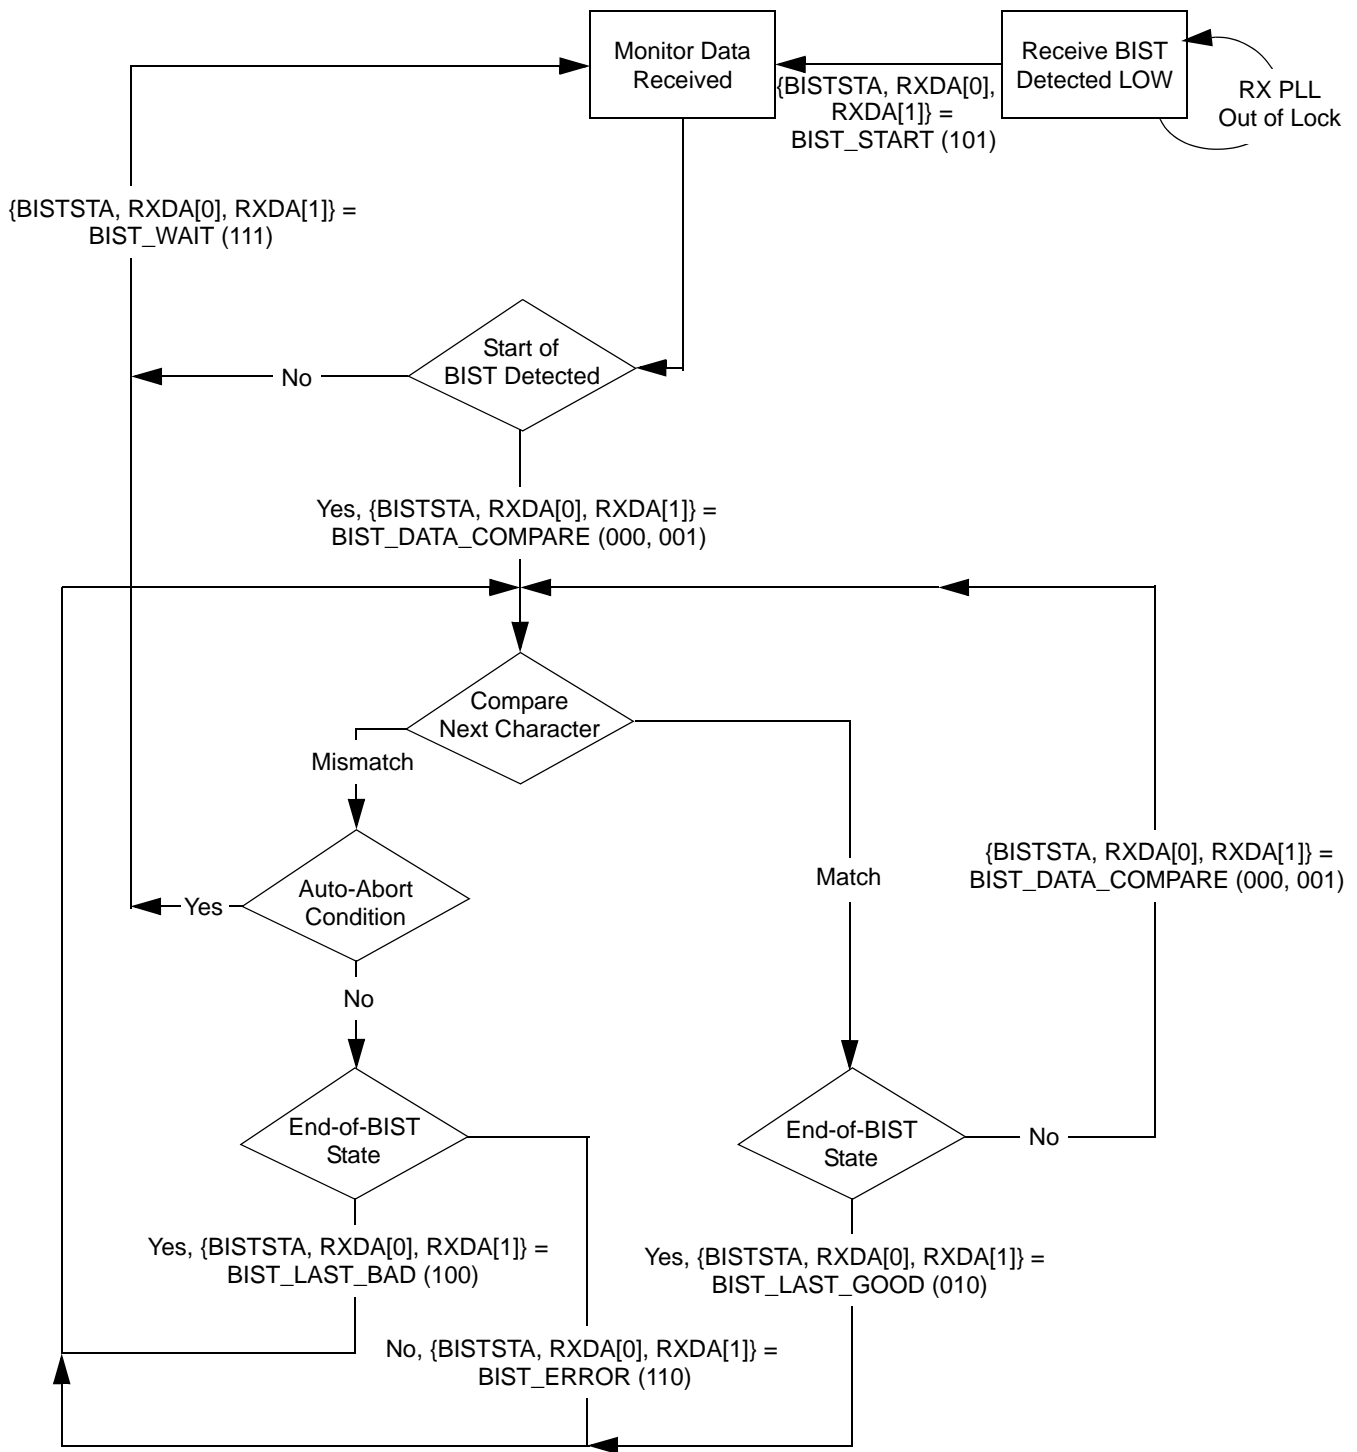 Monitor Data
Received
Receive BIST
Detected LOW
RX PLL
Out of Lock
{BISTSTA, RXDA[0],
RXDA[1]} =
BIST_START (101)
{BISTSTA, RXDA[0], RXDA[1]} =
BIST_WAIT (111)
Start of
BIST Detected
No
Yes, {BISTSTA, RXDA[0], RXDA[1]} =
BIST_DATA_COMPARE (000, 001)
Compare
Next Character
Mismatch
Match
{BISTSTA, RXDA[0], RXDA[1]} =
BIST_DATA_COMPARE (000, 001)
Auto-Abort
Condition
Yes
No
End-of-BIST
State
End-of-BIST
State
No
Yes, {BISTSTA, RXDA[0], RXDA[1]} =
BIST_LAST_BAD (100)
Yes, {BISTSTA, RXDA[0], RXDA[1]} =
BIST_LAST_GOOD (010)
No, {BISTSTA, RXDA[0], RXDA[1]} =
BIST_ERROR (110)